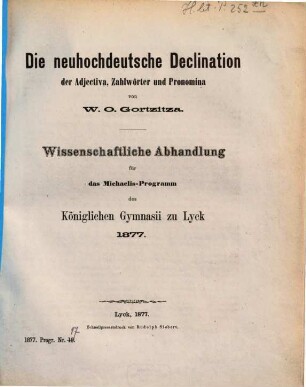 Die neuhochdeutsche Declination
der Adjectiva, Zahlwörter und Pronomina
von
W. O. Gortzitza.
Wissenschaftliche Abhandlung
für
das Michaelis-Programm
des
Königlichen Gymnasii zu Lyck
1877.
Lyck, 1877.
Schnellpressendruck von Rudolph Siebert.
1877. Progr. Nr.